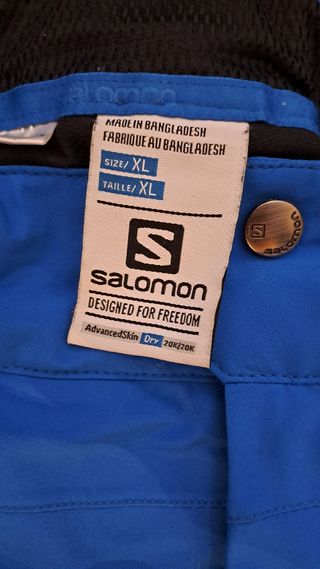 salomon
MADE IN BANGLADESH
FABRIQUE AU BANGLADESH
SIZE/ XL
TAILLE/ XL
S
salomon
DESIGNED FOR FREEDOM
AdvancedSkin Dry 20K/20K
S
salomon